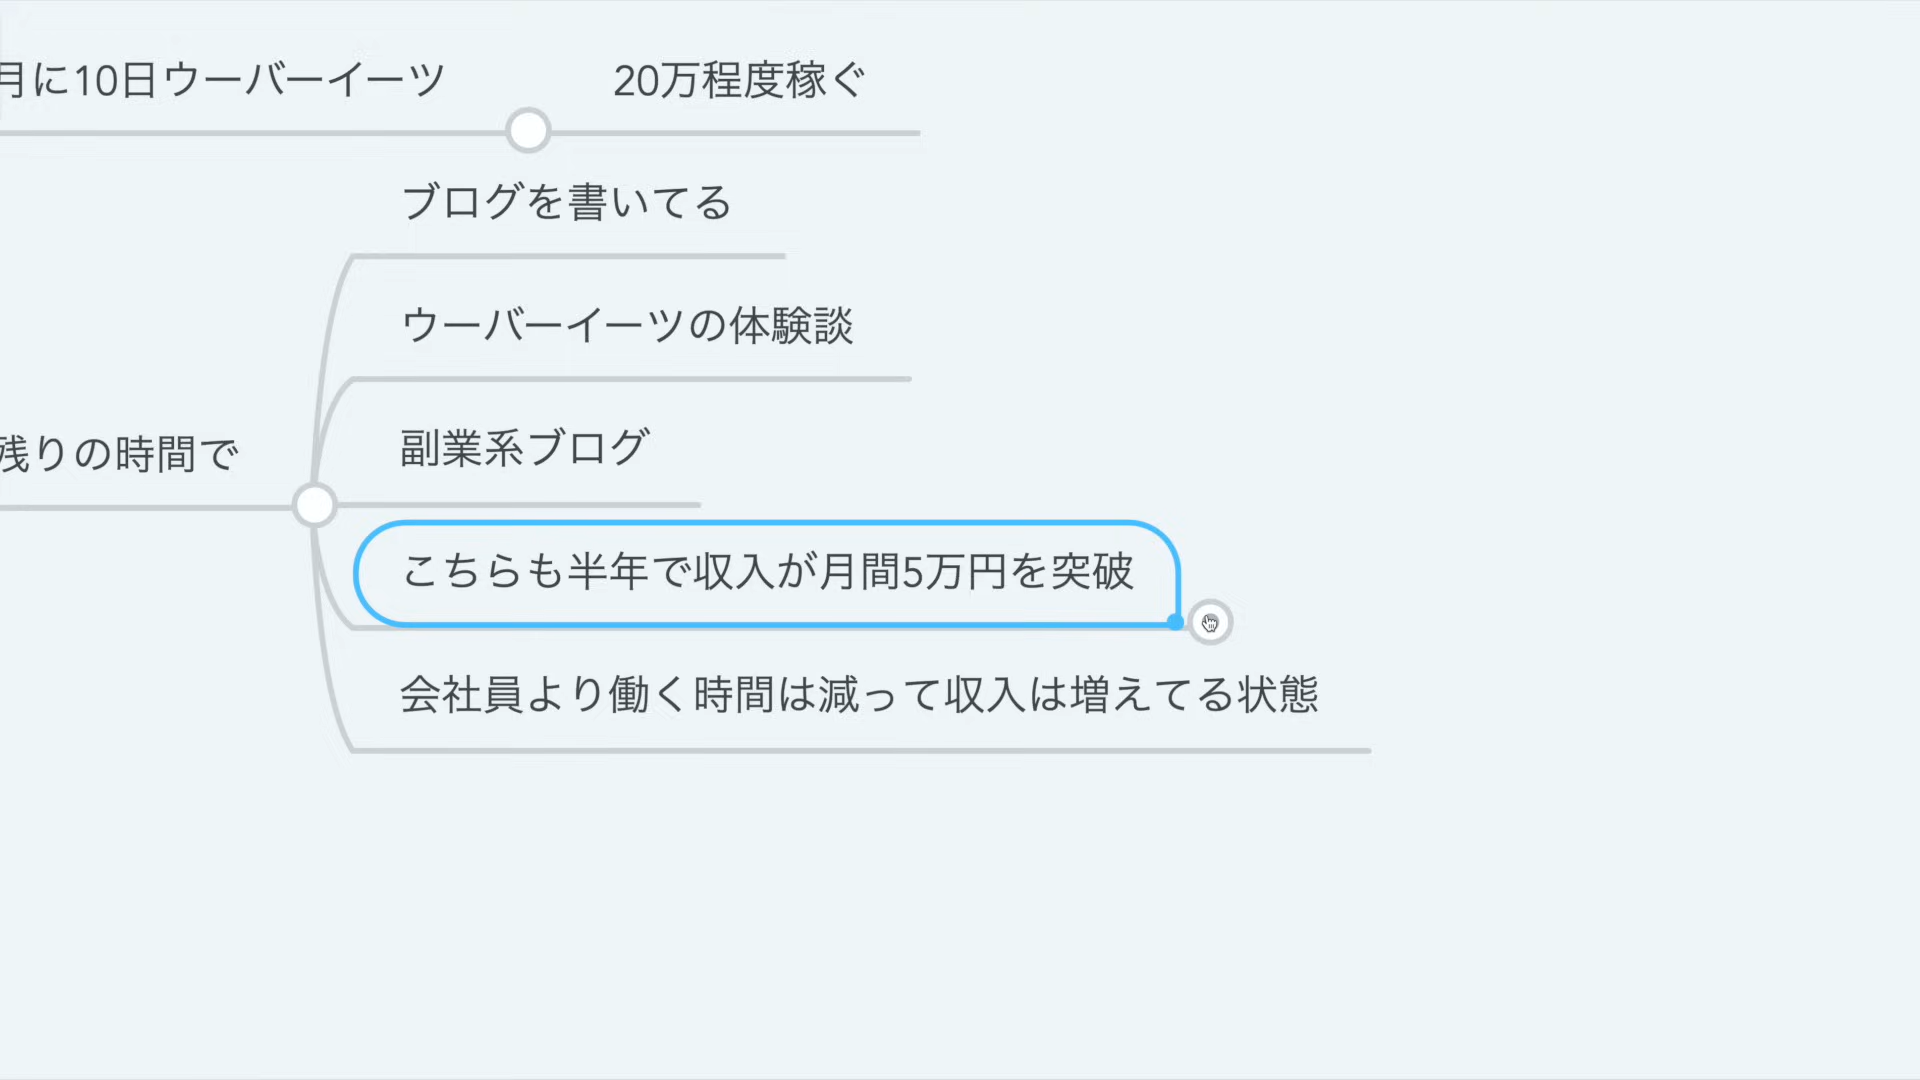 月に10日ウーバーイーツ
20万程度稼ぐ
ブログを書いてる
ウーバーイーツの体験談
残りの時間で
副業系ブログ
こちらも半年で収入が月間5万円を突破
会社員より働く時間は減って収入は増えてる状態